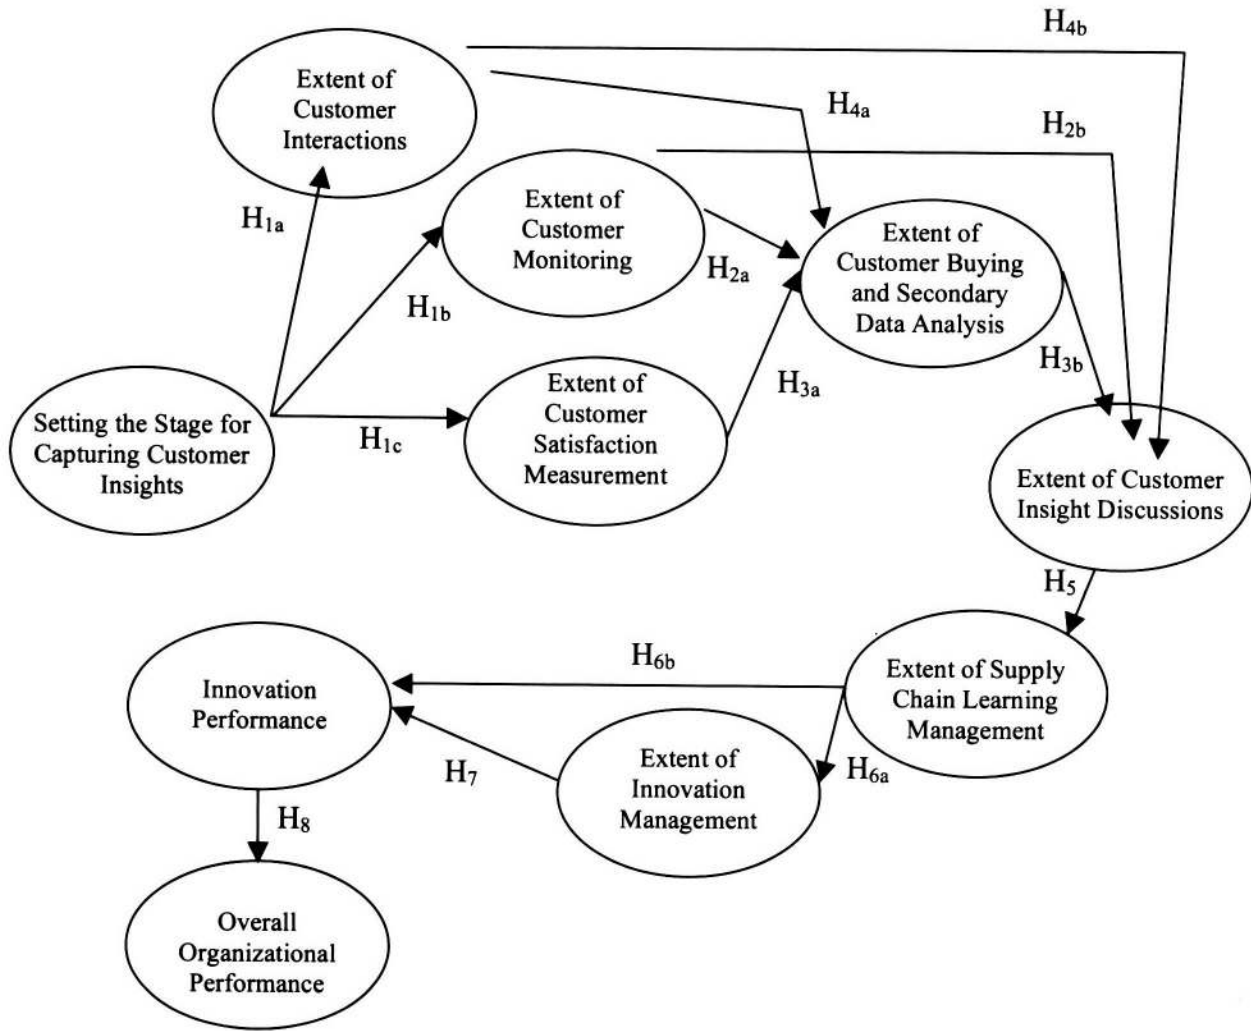 H4b
Extent of
Customer
Interactions
H4a
H2b
H1a
Extent of
Customer
Monitoring
H2a
Extent of
Customer Buying
and Secondary
Data Analysis
H1b
H3b
H3a
Extent of
Customer
Satisfaction
Measurement
Setting the Stage for
Capturing Customer
Insights
H1c
Extent of Customer
Insight Discussions
H5
H6b
Extent of Supply
Chain Learning
Management
Innovation
Performance
H7
Extent of
Innovation
Management
H6a
H8
Overall
Organizational
Performance